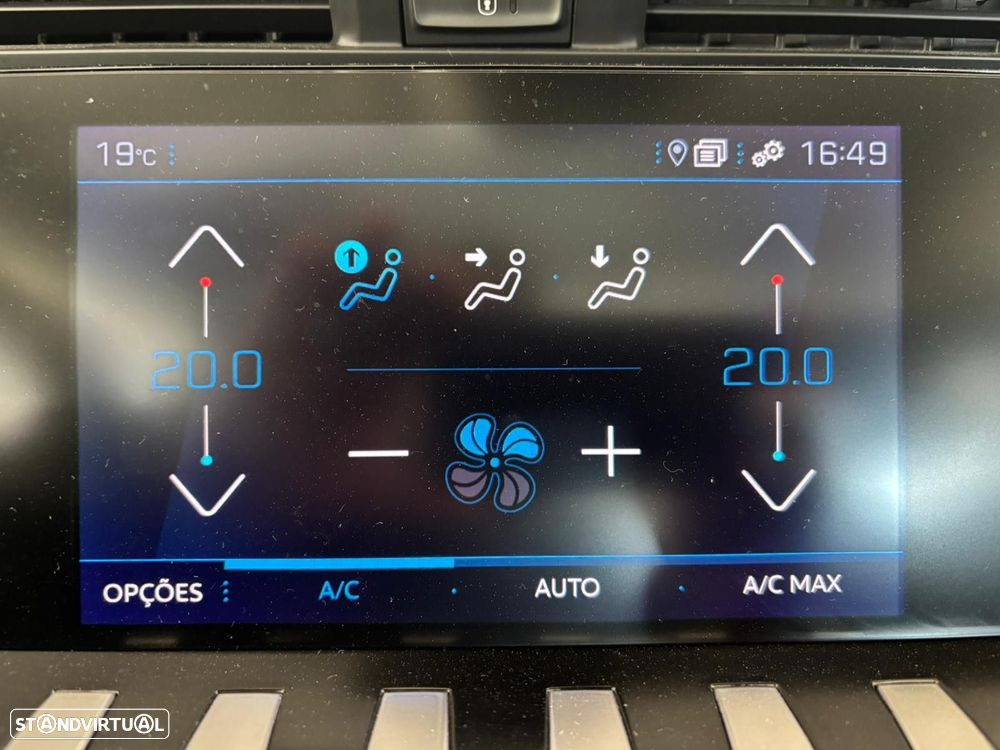 19°C 16:49
20.0 20.0
OPÇÕES A/C AUTO A/C MAX
STANDVIRTUAL